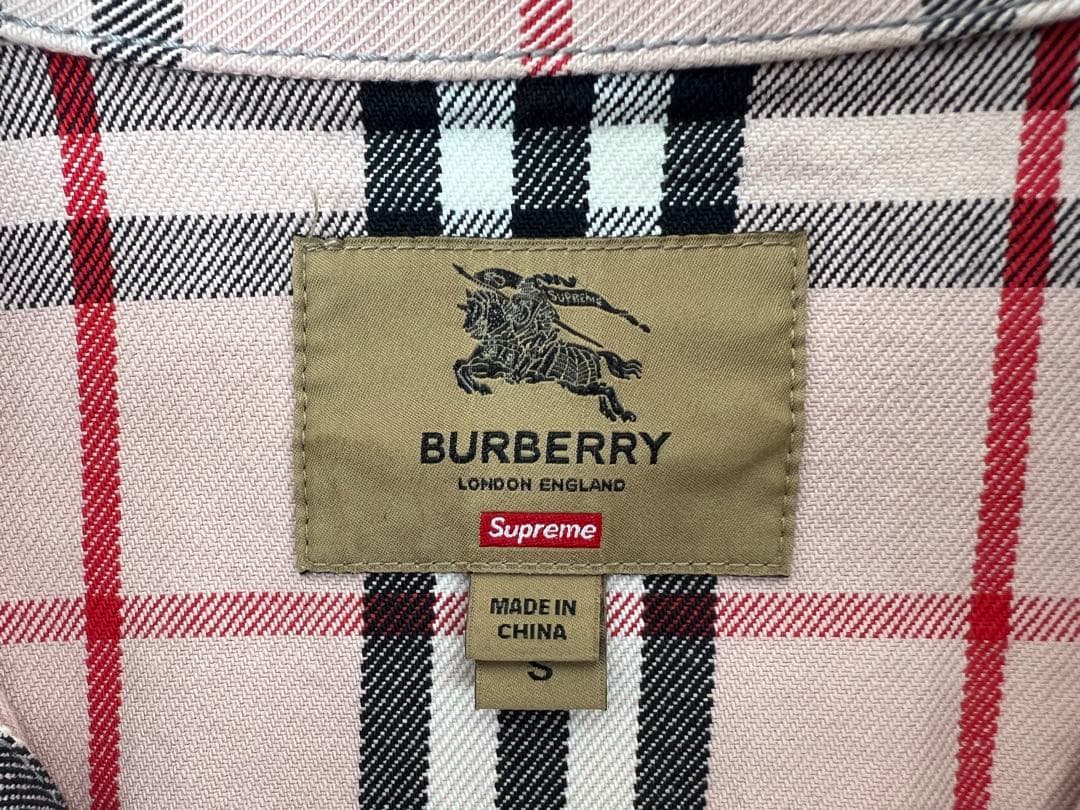 SUPREME
BURBERRY
LONDON ENGLAND
Supreme
MADE IN
CHINA
S